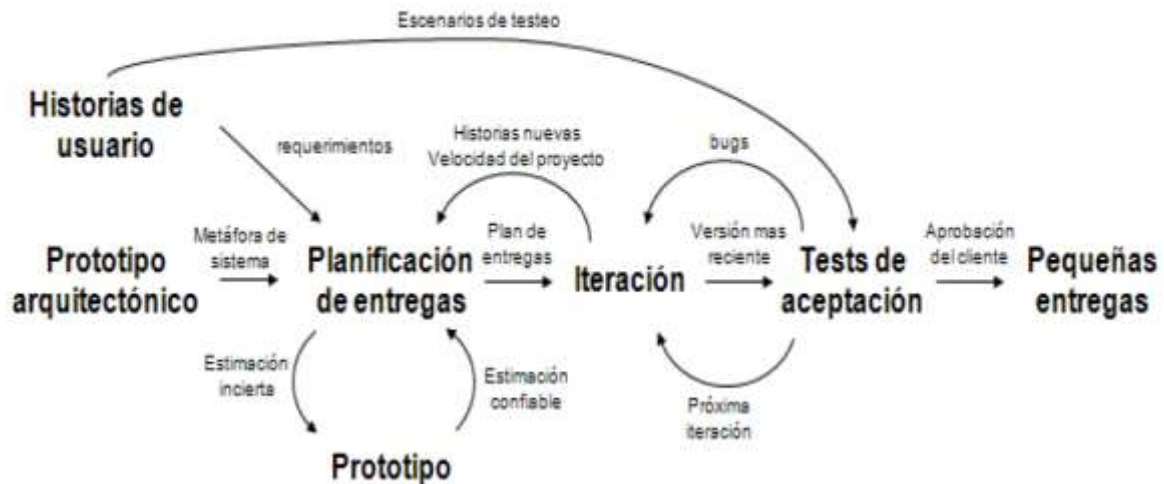 Escenarios de testeo
Historias de
usuario
requerimientos
Historias nuevas
Velocidad del proyecto
bugs
Prototipo
arquitectónico
Metáfora de
sistema
Planificación
de entregas
Plan de
entregas
Iteración
Versión mas
reciente
Tests de
aceptación
Aprobación
del cliente
Pequeñas
entregas
Estimación
incierta
Estimación
confiable
Próxima
iteración
Prototipo